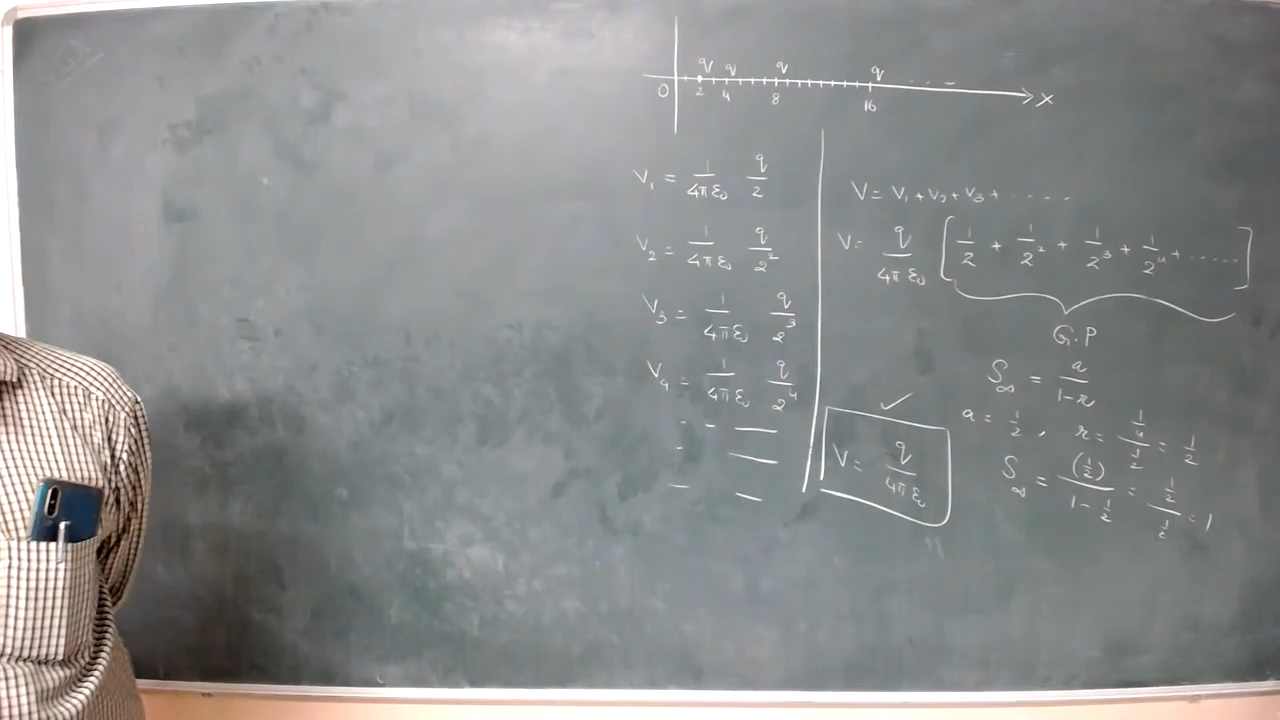 q q q q - - -
0 2 4 8 16 x
V₁ = 1/4πε₀ q/2
V₂ = 1/4πε₀ q/2²
V₃ = 1/4πε₀ q/2³
V₄ = 1/4πε₀ q/2⁴
V = V₁ + V₂ + V₃ + . . . . - - -
V = q/4πε₀ [1/2 + 1/2² + 1/2³ + 1/2⁴ + . . . . .]
G.P
S∞ = a/1-r
a = 1/2 , r = (1/4)/(1/2) = 1/2
S∞ = (1/2)/(1 - 1/2) = (1/2)/(1/2) = 1
V = q/4πε₀ ✓